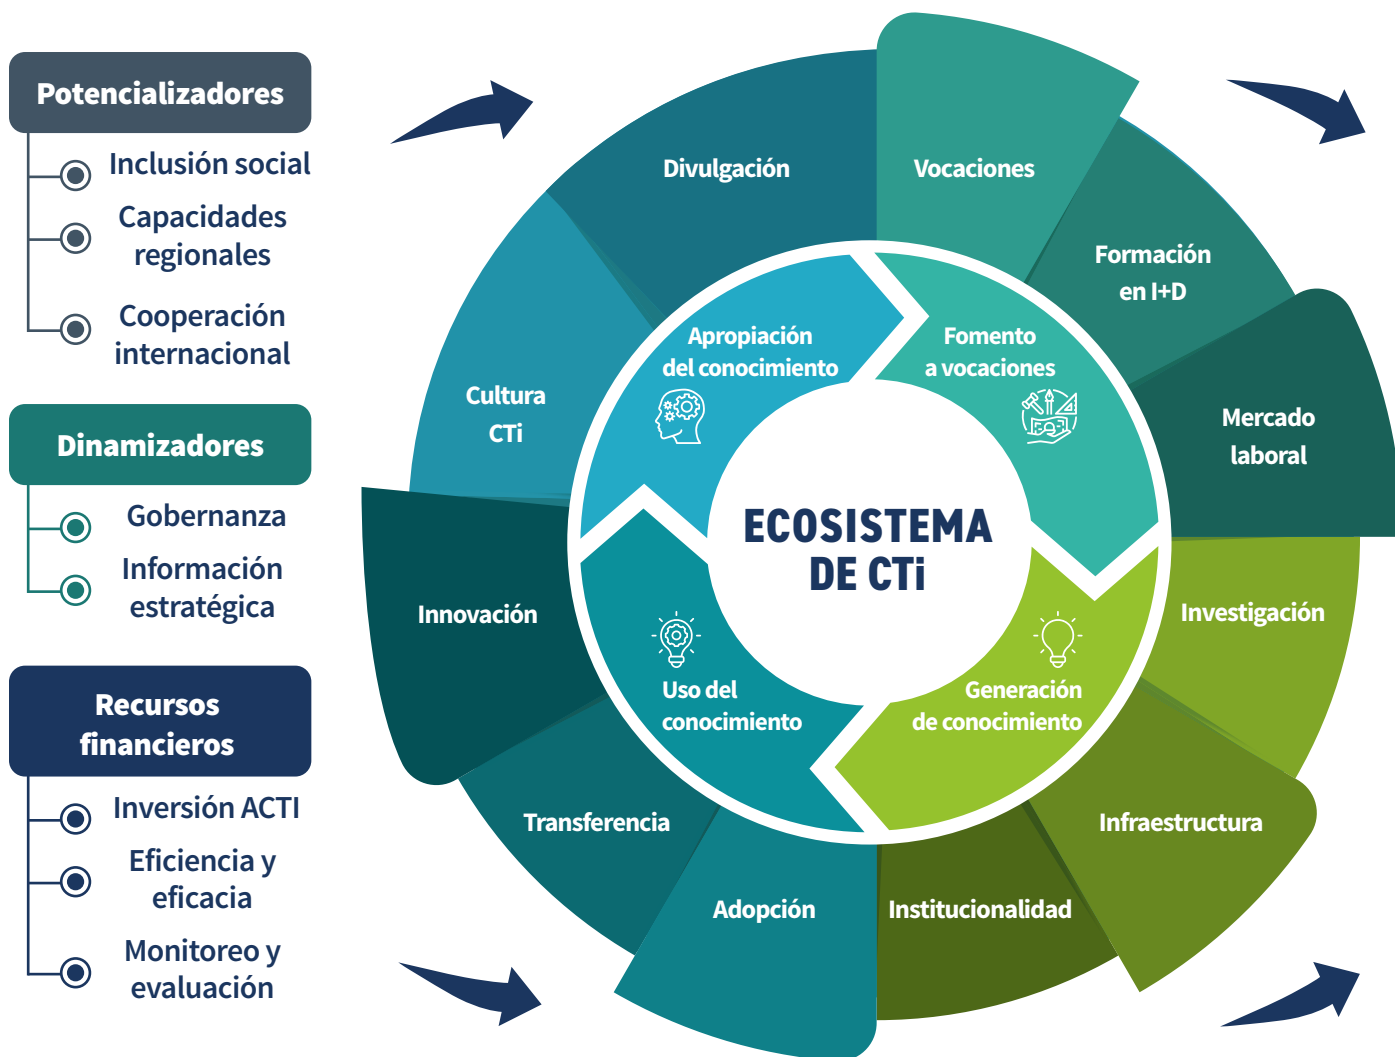 Potencializadores
Inclusión social
Capacidades
regionales
Cooperación
internacional
Dinamizadores
Gobernanza
Información
estratégica
Recursos
financieros
Inversión ACTI
Eficiencia y
eficacia
Monitoreo y
evaluación
ECOSISTEMA
DE CTi
Apropiación
del conocimiento
Fomento
a vocaciones
Generación
de conocimiento
Uso del
conocimiento
Divulgación
Vocaciones
Formación
en I+D
Mercado
laboral
Investigación
Infraestructura
Institucionalidad
Adopción
Transferencia
Innovación
Cultura
CTi